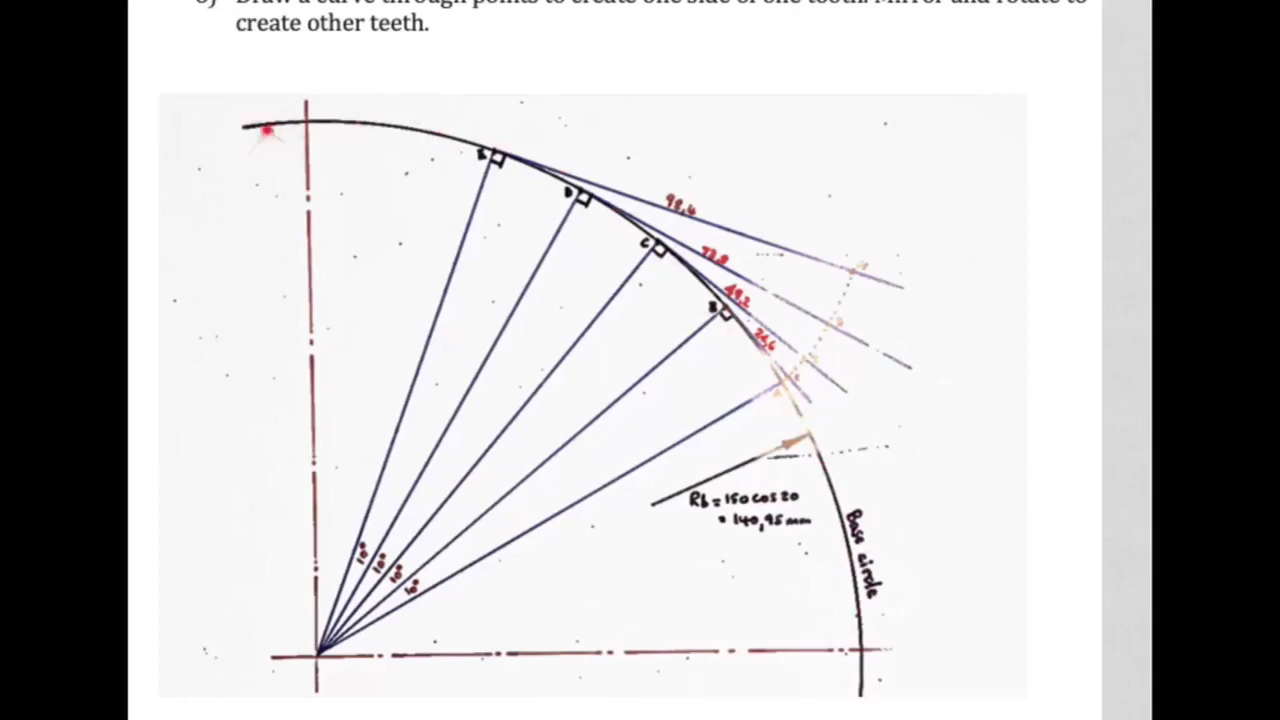 create other teeth.
98,4
D
73,8
C
49,2
24,6
Rb = 150 cos 20
= 140,95 mm
Base circle
10°
10°
10°
10°